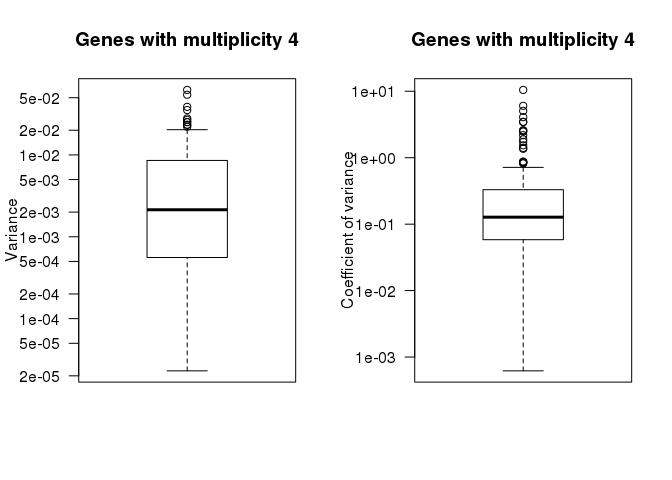 Genes with multiplicity 4
Variance
5e-02
2e-02
1e-02
5e-03
2e-03
1e-03
5e-04
2e-04
1e-04
5e-05
2e-05
Genes with multiplicity 4
Coefficient of variance
1e+01
1e+00
1e-01
1e-02
1e-03